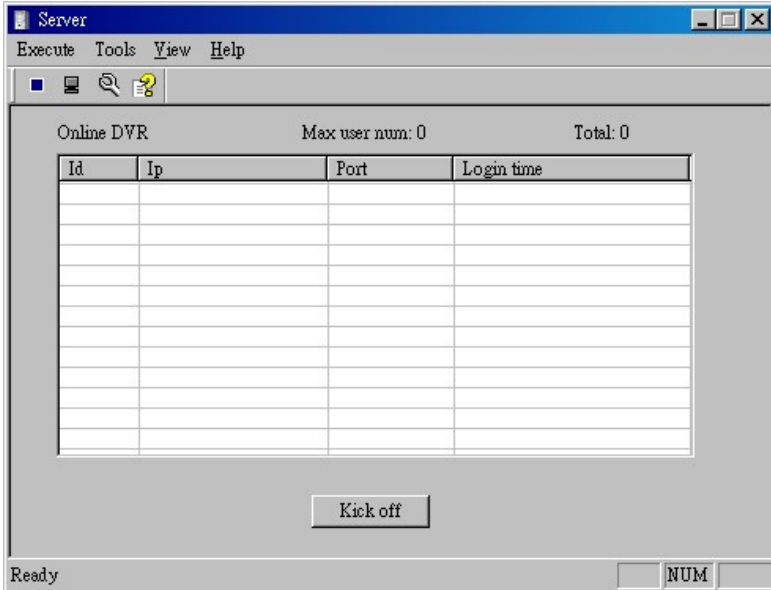 Server
Execute Tools View Help
Online DVR Max user num: 0 Total: 0
Id Ip Port Login time
Kick off
Ready NUM